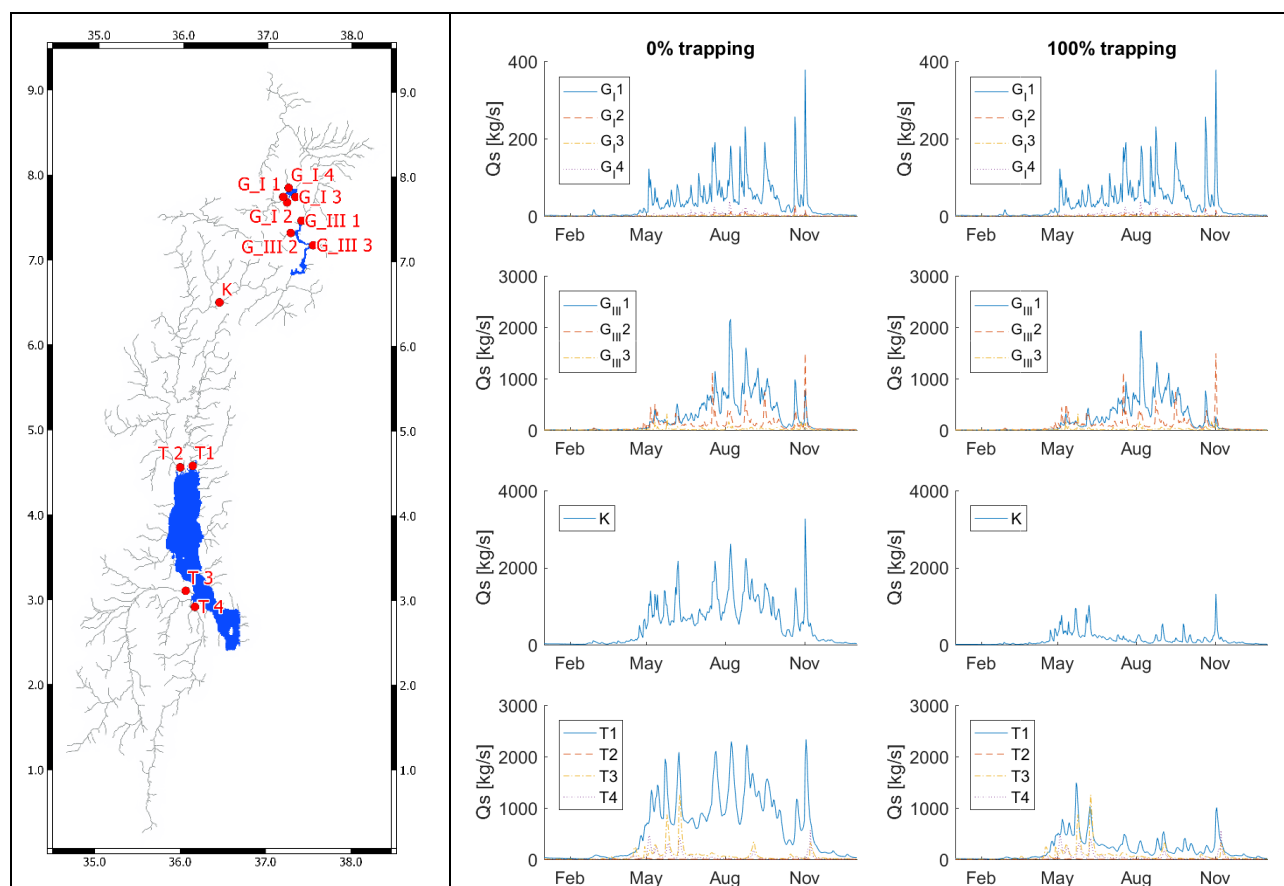 35.0 36.0 37.0 38.0
9.0 9.0
8.0 8.0
7.0 7.0
6.0 6.0
5.0 5.0
4.0 4.0
3.0 3.0
2.0 2.0
1.0 1.0
35.0 36.0 37.0 38.0
G_I 4
G_I 1
G_I 3
G_I 2
G_III 1
G_III 2
G_III 3
K
T 2
T1
T 3
T 4
0% trapping
Qs [kg/s]
400
200
0
G_I1
G_I2
G_I3
G_I4
Feb May Aug Nov
100% trapping
Qs [kg/s]
400
200
0
G_I1
G_I2
G_I3
G_I4
Feb May Aug Nov
Qs [kg/s]
3000
2000
1000
0
G_III1
G_III2
G_III3
Feb May Aug Nov
Qs [kg/s]
3000
2000
1000
0
G_III1
G_III2
G_III3
Feb May Aug Nov
Qs [kg/s]
4000
2000
0
K
Feb May Aug Nov
Qs [kg/s]
4000
2000
0
K
Feb May Aug Nov
Qs [kg/s]
3000
2000
1000
0
T1
T2
T3
T4
Feb May Aug Nov
Qs [kg/s]
3000
2000
1000
0
T1
T2
T3
T4
Feb May Aug Nov